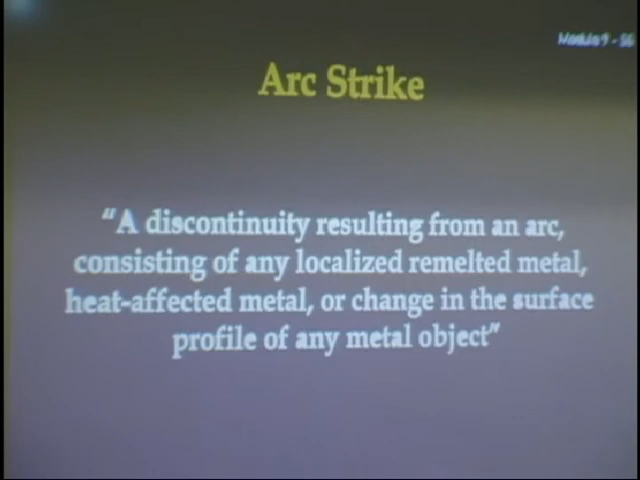 Arc Strike
"A discontinuity resulting from an arc,
consisting of any localized remelted metal,
heat-affected metal, or change in the surface
profile of any metal object"